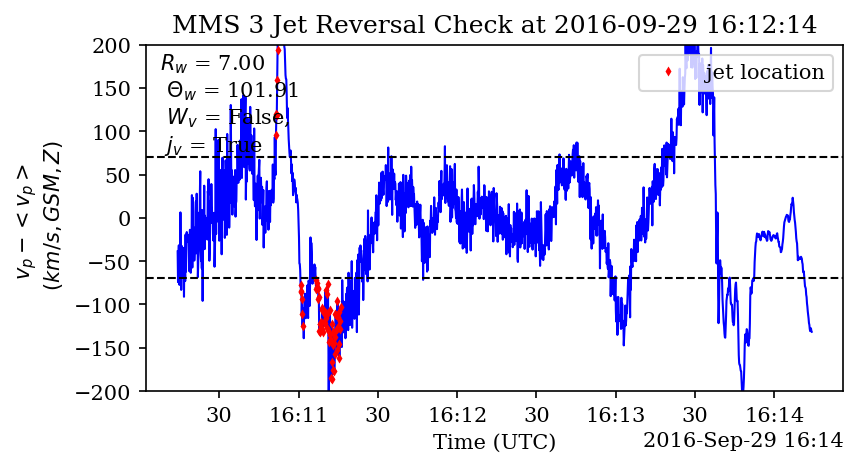 MMS 3 Jet Reversal Check at 2016-09-29 16:12:14
R_w = 7.00
Θ_w = 101.91
W_v = False,
j_v = True
jet location
v_p − <v_p>
(km/s, GSM, Z)
200
150
100
50
0
−50
−100
−150
−200
30 16:11 30 16:12 30 16:13 30 16:14
Time (UTC)
2016-Sep-29 16:14